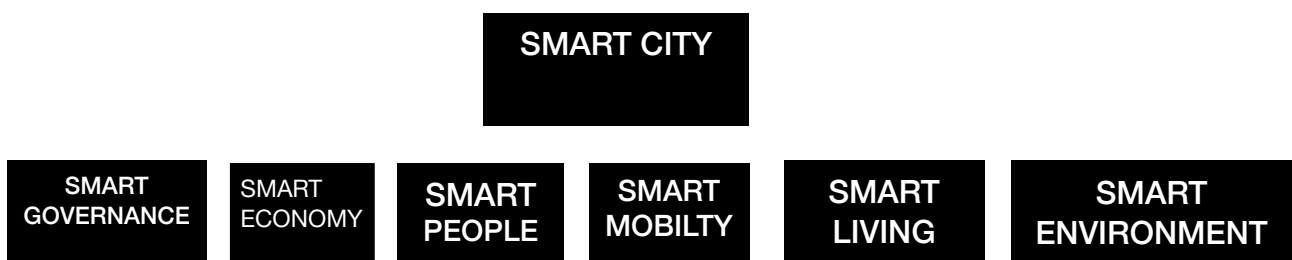 SMART CITY
SMART
GOVERNANCE
SMART
ECONOMY
SMART
PEOPLE
SMART
MOBILTY
SMART
LIVING
SMART
ENVIRONMENT